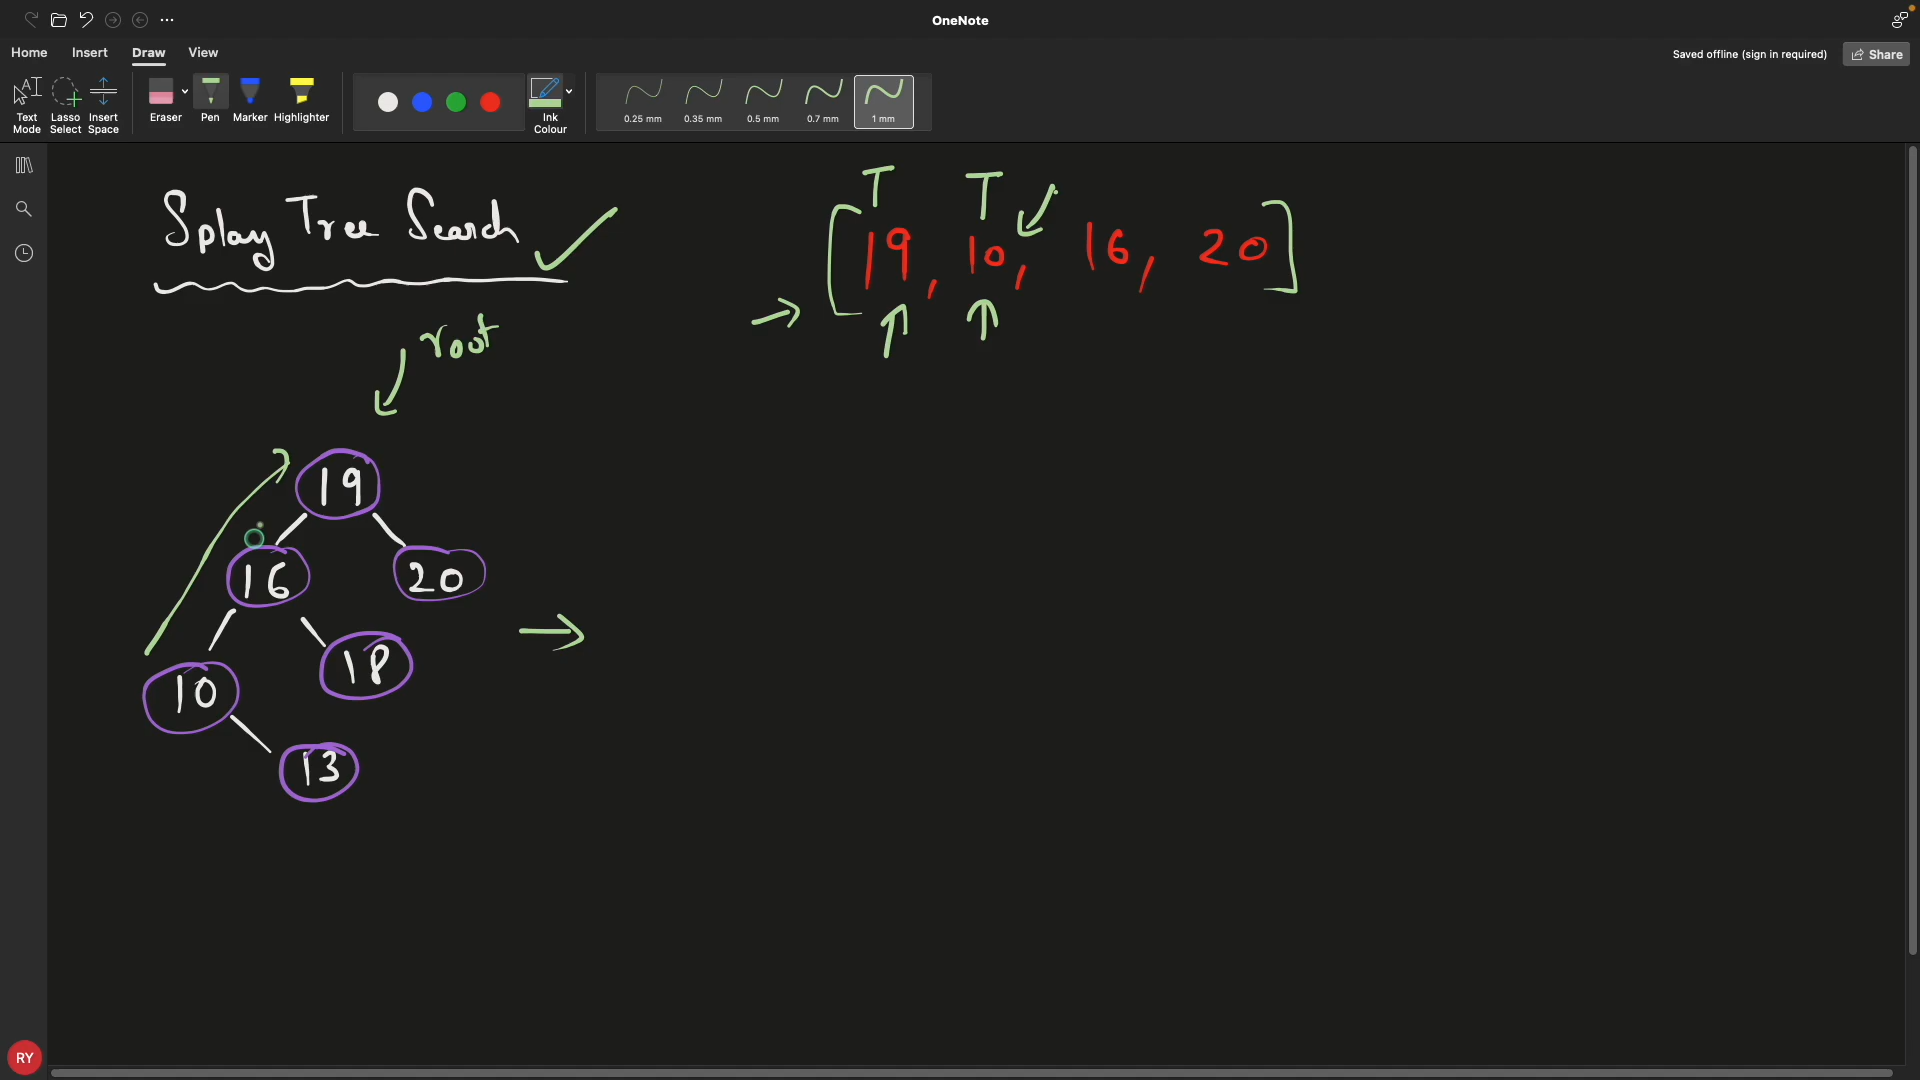 OneNote
Home Insert Draw View
Saved offline (sign in required) Share
Text Mode
Lasso Select
Insert Space
Eraser
Pen
Marker
Highlighter
Ink Colour
0.25 mm 0.35 mm 0.5 mm 0.7 mm 1 mm
Splay Tree Search
T T
[19, 10, 16, 20]
root
19
16 20
10 18
13
RY